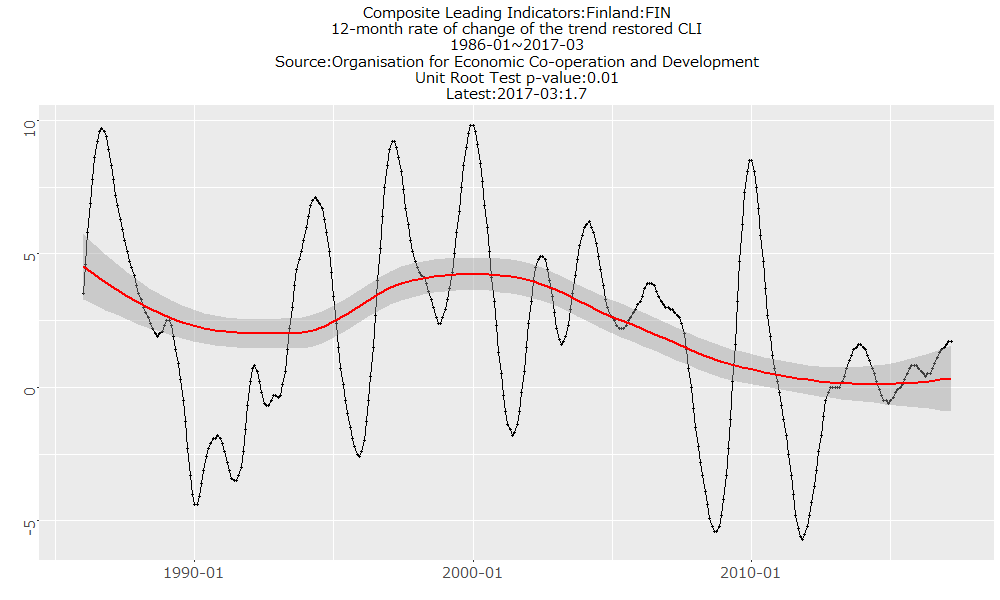 Composite Leading Indicators:Finland:FIN
12-month rate of change of the trend restored CLI
1986-01~2017-03
Source:Organisation for Economic Co-operation and Development
Unit Root Test p-value:0.01
Latest:2017-03:1.7
10
5
0
-5
1990-01
2000-01
2010-01